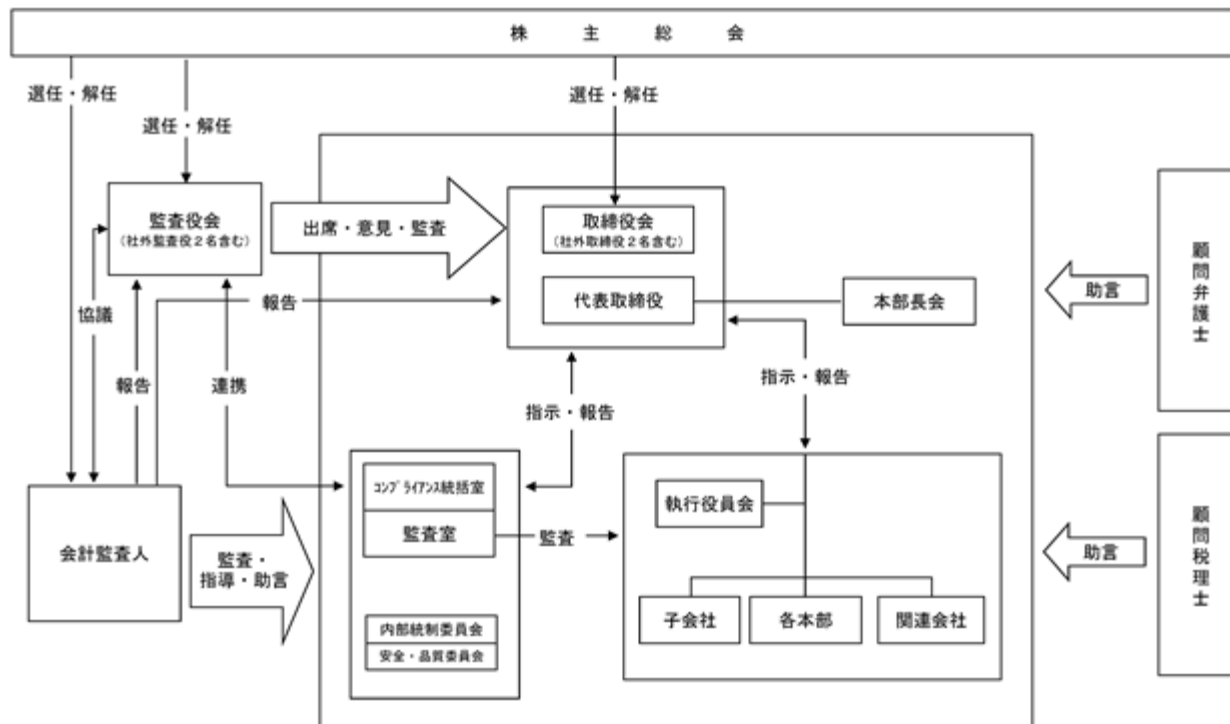 株主総会
選任・解任
選任・解任
選任・解任
監査役会
(社外監査役2名含む)
出席・意見・監査
取締役会
(社外取締役2名含む)
代表取締役
本部長会
助言
顧問弁護士
協議
報告
報告
連携
指示・報告
指示・報告
コンプライアンス統括室
監査室
監査
執行役員会
会計監査人
監査・
指導・助言
内部統制委員会
安全・品質委員会
子会社
各本部
関連会社
助言
顧問税理士